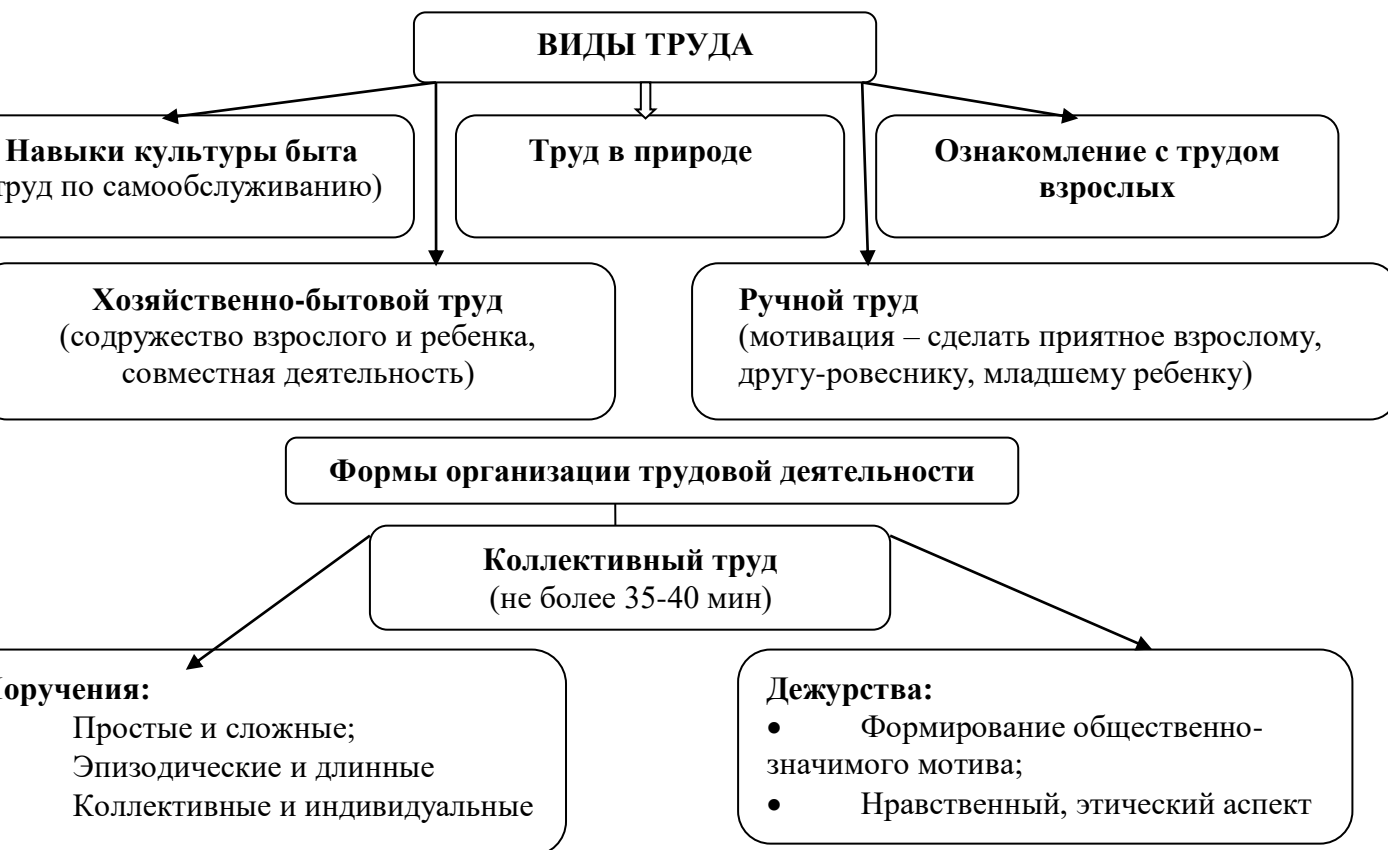 ВИДЫ ТРУДА
Навыки культуры быта
труд по самообслуживанию)
Труд в природе
Ознакомление с трудом
взрослых
Хозяйственно-бытовой труд
(содружество взрослого и ребенка,
совместная деятельность)
Ручной труд
(мотивация – сделать приятное взрослому,
другу-ровеснику, младшему ребенку)
Формы организации трудовой деятельности
Коллективный труд
(не более 35-40 мин)
оручения:
Простые и сложные;
Эпизодические и длинные
Коллективные и индивидуальные
Дежурства:
• Формирование общественно-
значимого мотива;
• Нравственный, этический аспект